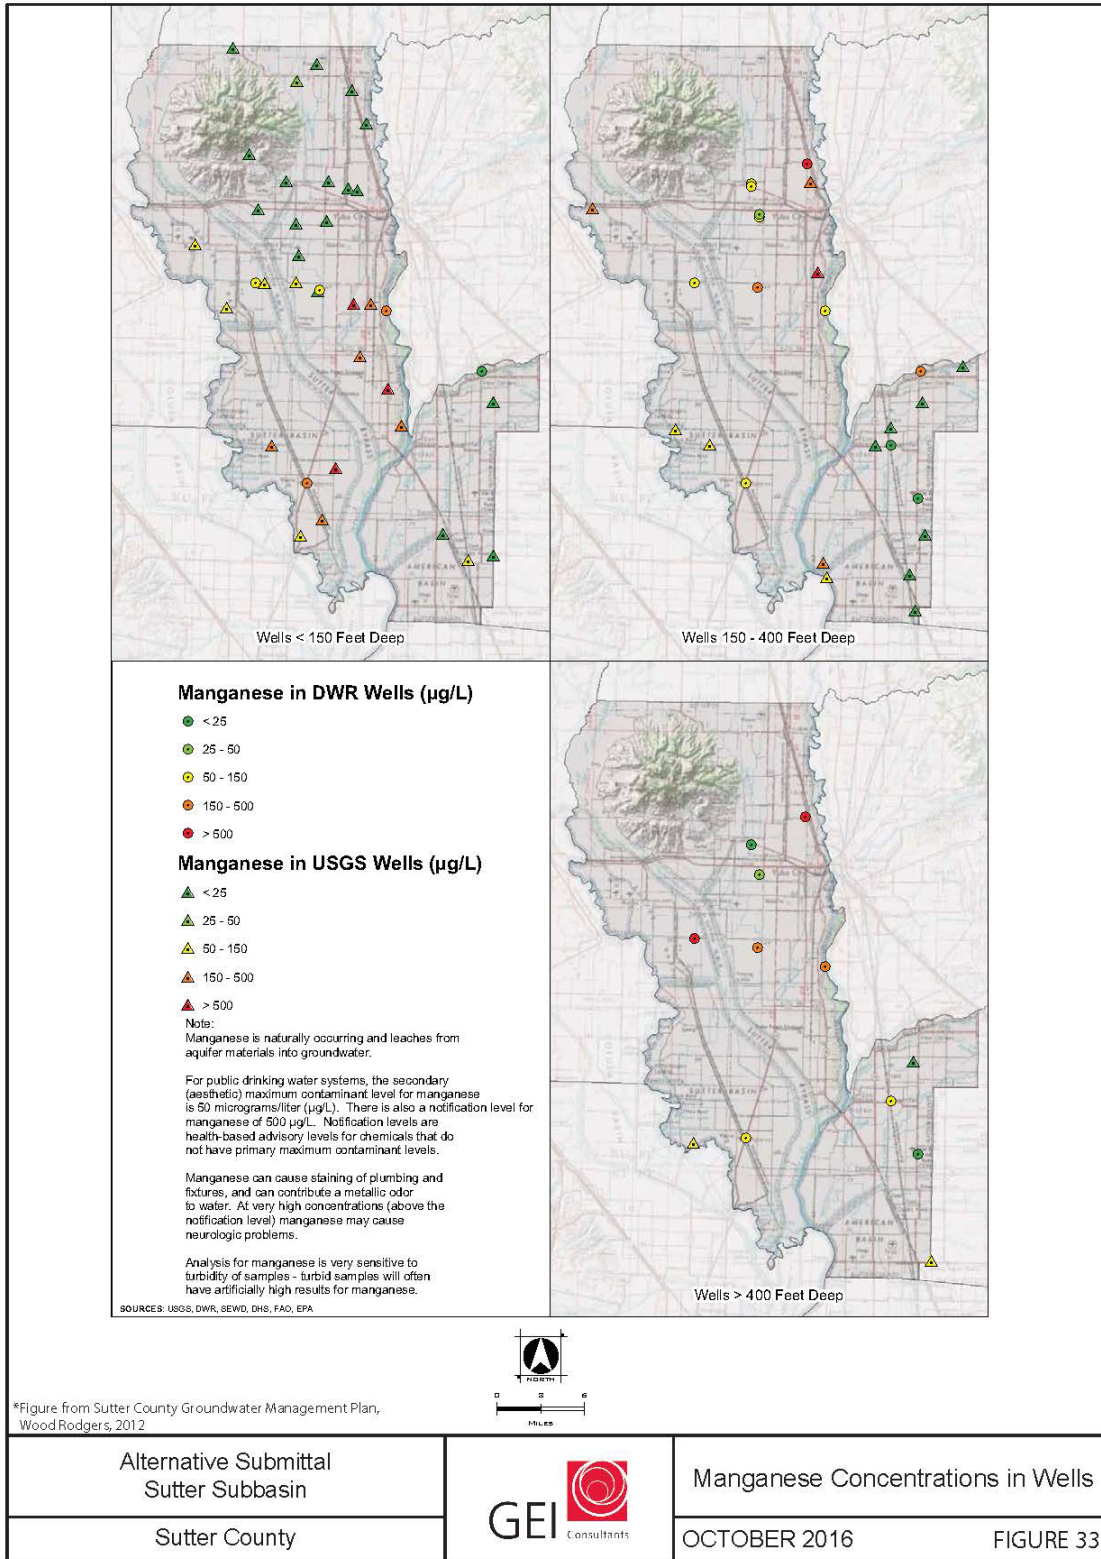 Wells < 150 Feet Deep
Wells 150 - 400 Feet Deep
SUTTER BASIN
AMERICAN
BASIN
Manganese in DWR Wells (µg/L)
< 25
25 - 50
50 - 150
150 - 500
> 500
Manganese in USGS Wells (µg/L)
< 25
25 - 50
50 - 150
150 - 500
> 500
Note:
Manganese is naturally occurring and leaches from
aquifer materials into groundwater.
For public drinking water systems, the secondary
(aesthetic) maximum contaminant level for manganese
is 50 micrograms/liter (µg/L).  There is also a notification level for
manganese of 500 µg/L.  Notification levels are
health-based advisory levels for chemicals that do
not have primary maximum contaminant levels.
Manganese can cause staining of plumbing and
fixtures, and can contribute a metallic odor
to water.  At very high concentrations (above the
notification level) manganese may cause
neurologic problems.
Analysis for manganese is very sensitive to
turbidity of samples - turbid samples will often
have artificially high results for manganese.
SOURCES: USGS, DWR, SEWD, DHS, FAO, EPA
Wells > 400 Feet Deep
NORTH
0 3 6
MILES
*Figure from Sutter County Groundwater Management Plan,
Wood Rodgers, 2012
Alternative Submittal
Sutter Subbasin
Sutter County
GEI Consultants
Manganese Concentrations in Wells
OCTOBER 2016
FIGURE 33